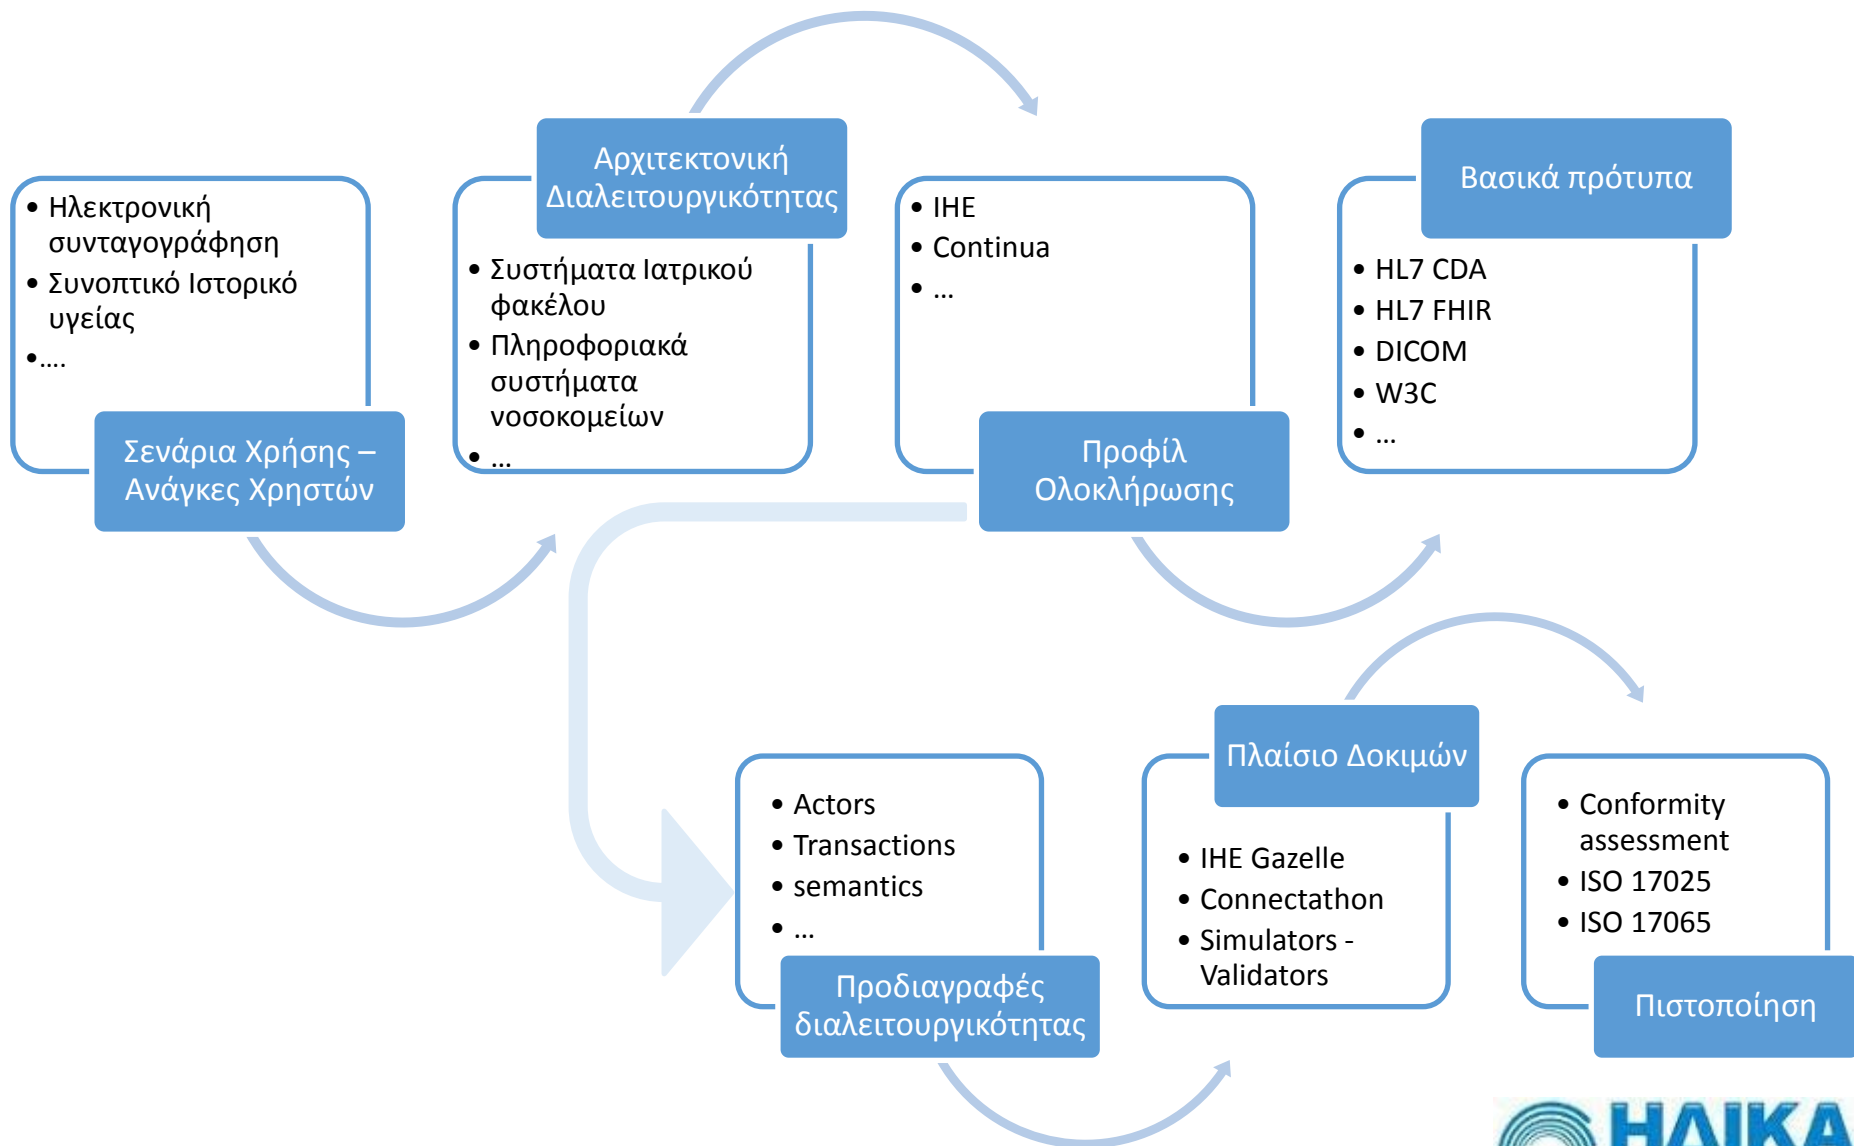 • Ηλεκτρονική
συνταγογράφηση
• Συνοπτικό Ιστορικό
υγείας
•....
Σενάρια Χρήσης –
Ανάγκες Χρηστών
Αρχιτεκτονική
Διαλειτουργικότητας
• Συστήματα Ιατρικού
φακέλου
• Πληροφοριακά
συστήματα
νοσοκομείων
• ...
• IHE
• Continua
• ...
Προφίλ
Ολοκλήρωσης
Βασικά πρότυπα
• HL7 CDA
• HL7 FHIR
• DICOM
• W3C
• ...
• Actors
• Transactions
• semantics
• ...
Προδιαγραφές
διαλειτουργικότητας
Πλαίσιο Δοκιμών
• IHE Gazelle
• Connectathon
• Simulators -
Validators
• Conformity
assessment
• ISO 17025
• ISO 17065
Πιστοποίηση
ΗΔΙΚΑ